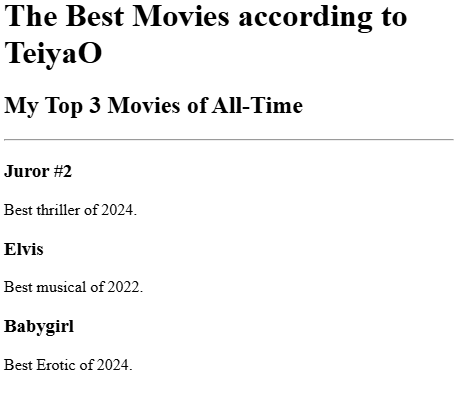 The Best Movies according to
TeiyaO
My Top 3 Movies of All-Time
Juror #2
Best thriller of 2024.
Elvis
Best musical of 2022.
Babygirl
Best Erotic of 2024.